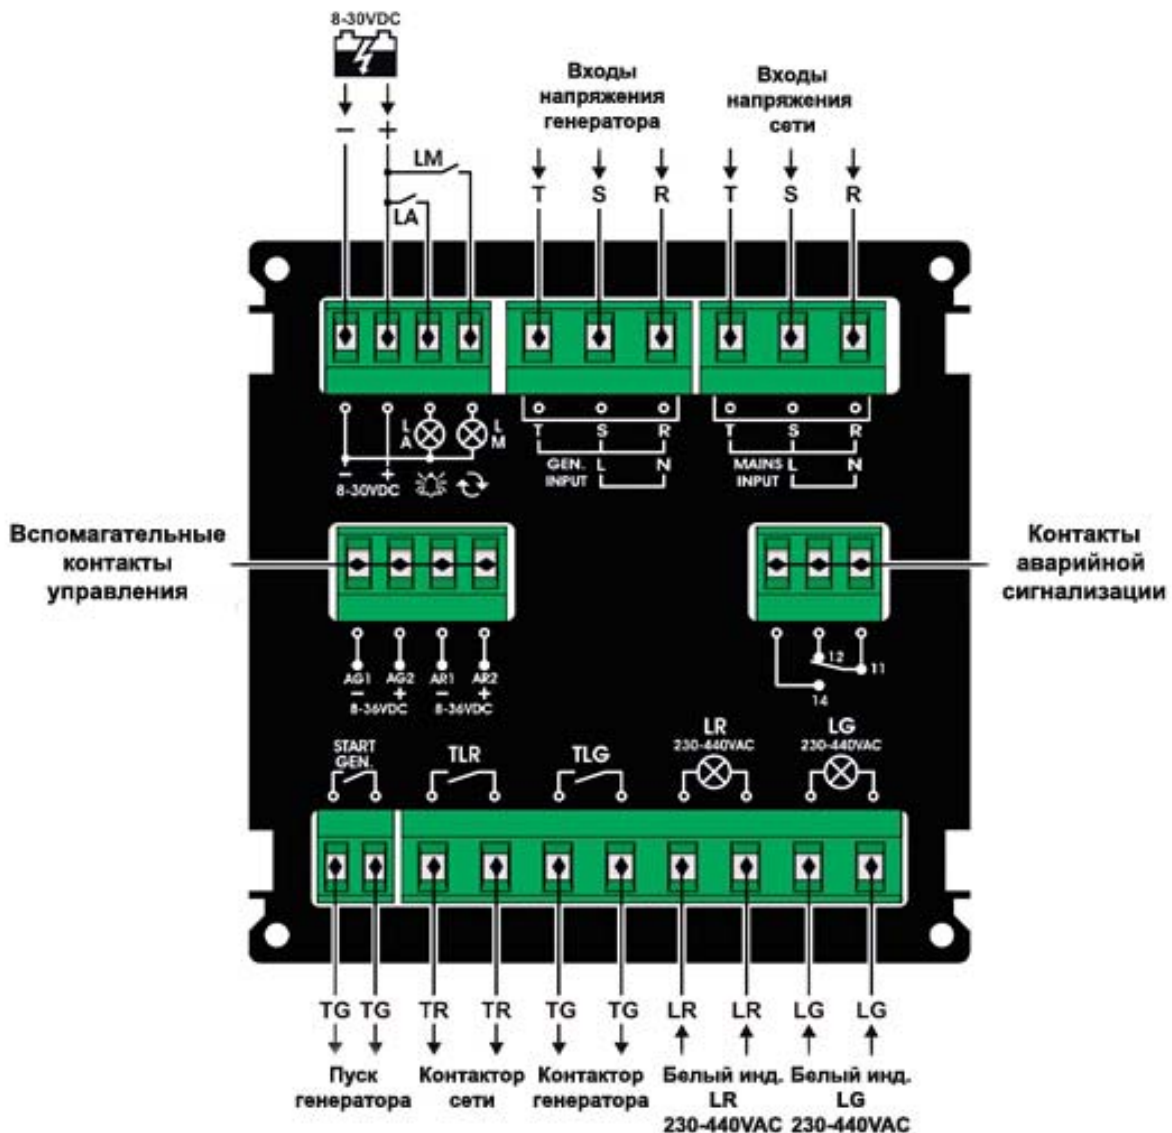 8-30VDC
Входы
напряжения
генератора
Входы
напряжения
сети
− +
LM
LA
T S R T S R
L
A
L
M
T S R T S R
GEN. L N
INPUT
MAINS L N
INPUT
− +
8-30VDC
Вспомагательные
контакты
управления
Контакты
аварийной
сигнализации
AG1 AG2 AR1 AR2
− + − +
8-36VDC 8-36VDC
12
11
14
START
GEN.
TLR
TLG
LR
230-440VAC
LG
230-440VAC
TG TG TR TR TG TG LR LR LG LG
Пуск
генератора
Контактор
сети
Контактор
генератора
Белый инд.
LR
230-440VAC
Белый инд.
LG
230-440VAC